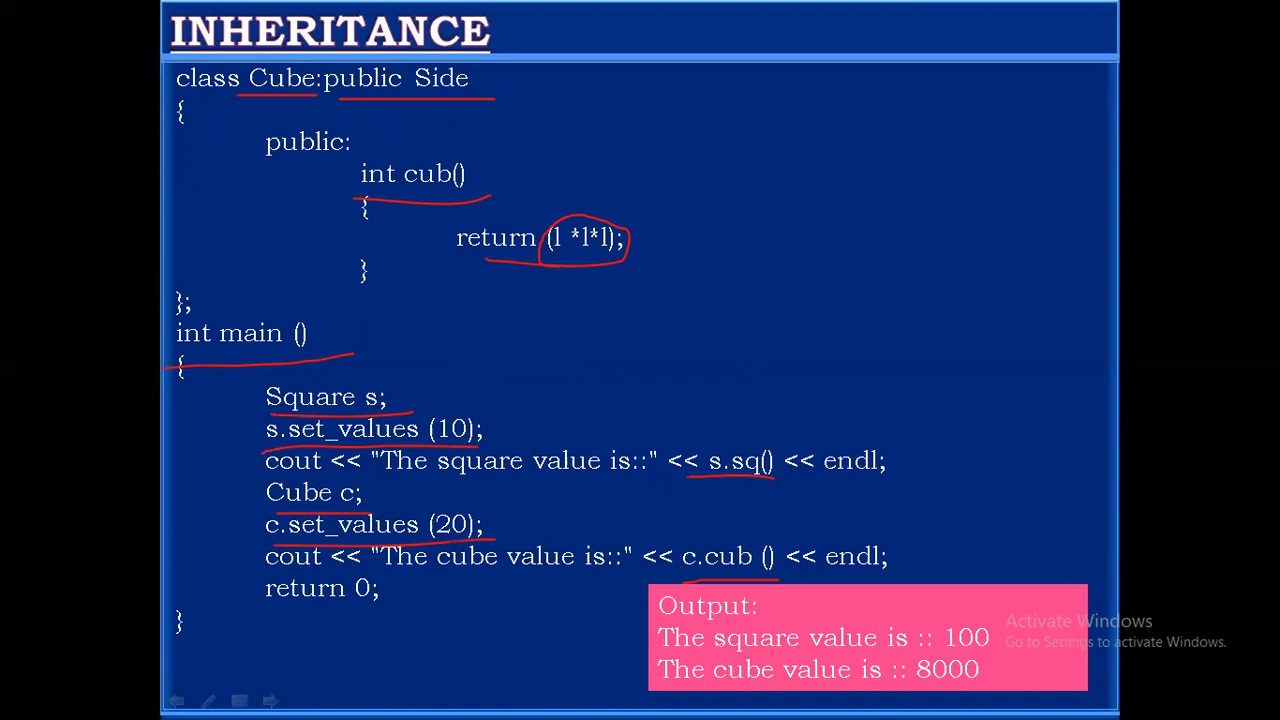 INHERITANCE
class Cube:public Side
{
public:
int cub()
{
return (l *l*l);
}
};
int main ()
{
Square s;
s.set_values (10);
cout << "The square value is::" << s.sq() << endl;
Cube c;
c.set_values (20);
cout << "The cube value is::" << c.cub () << endl;
return 0;
}
Output:
The square value is :: 100
The cube value is :: 8000
Activate Windows
Go to Settings to activate Windows.